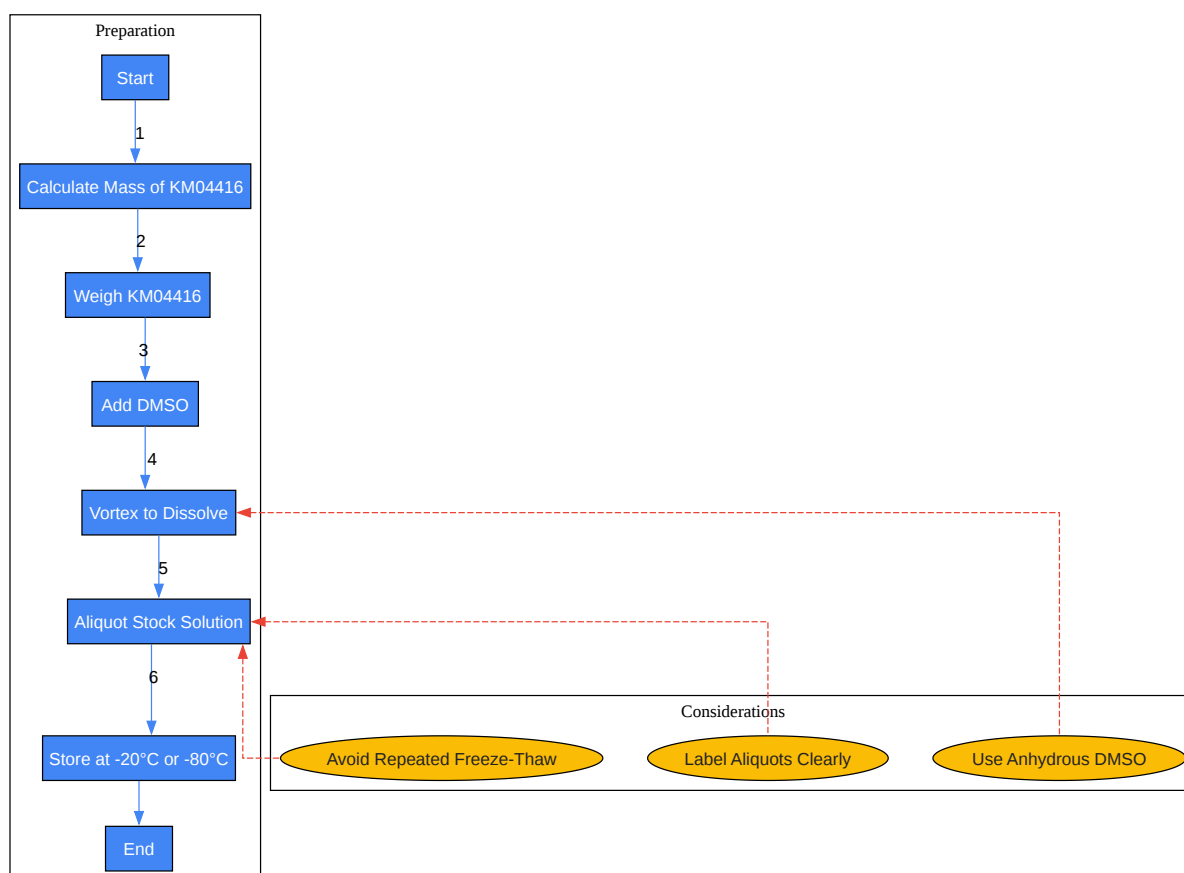 Preparation
Start
1
Calculate Mass of KM04416
2
Weigh KM04416
3
Add DMSO
4
Vortex to Dissolve
5
Aliquot Stock Solution
6
Store at -20°C or -80°C
End
Considerations
Avoid Repeated Freeze-Thaw
Label Aliquots Clearly
Use Anhydrous DMSO